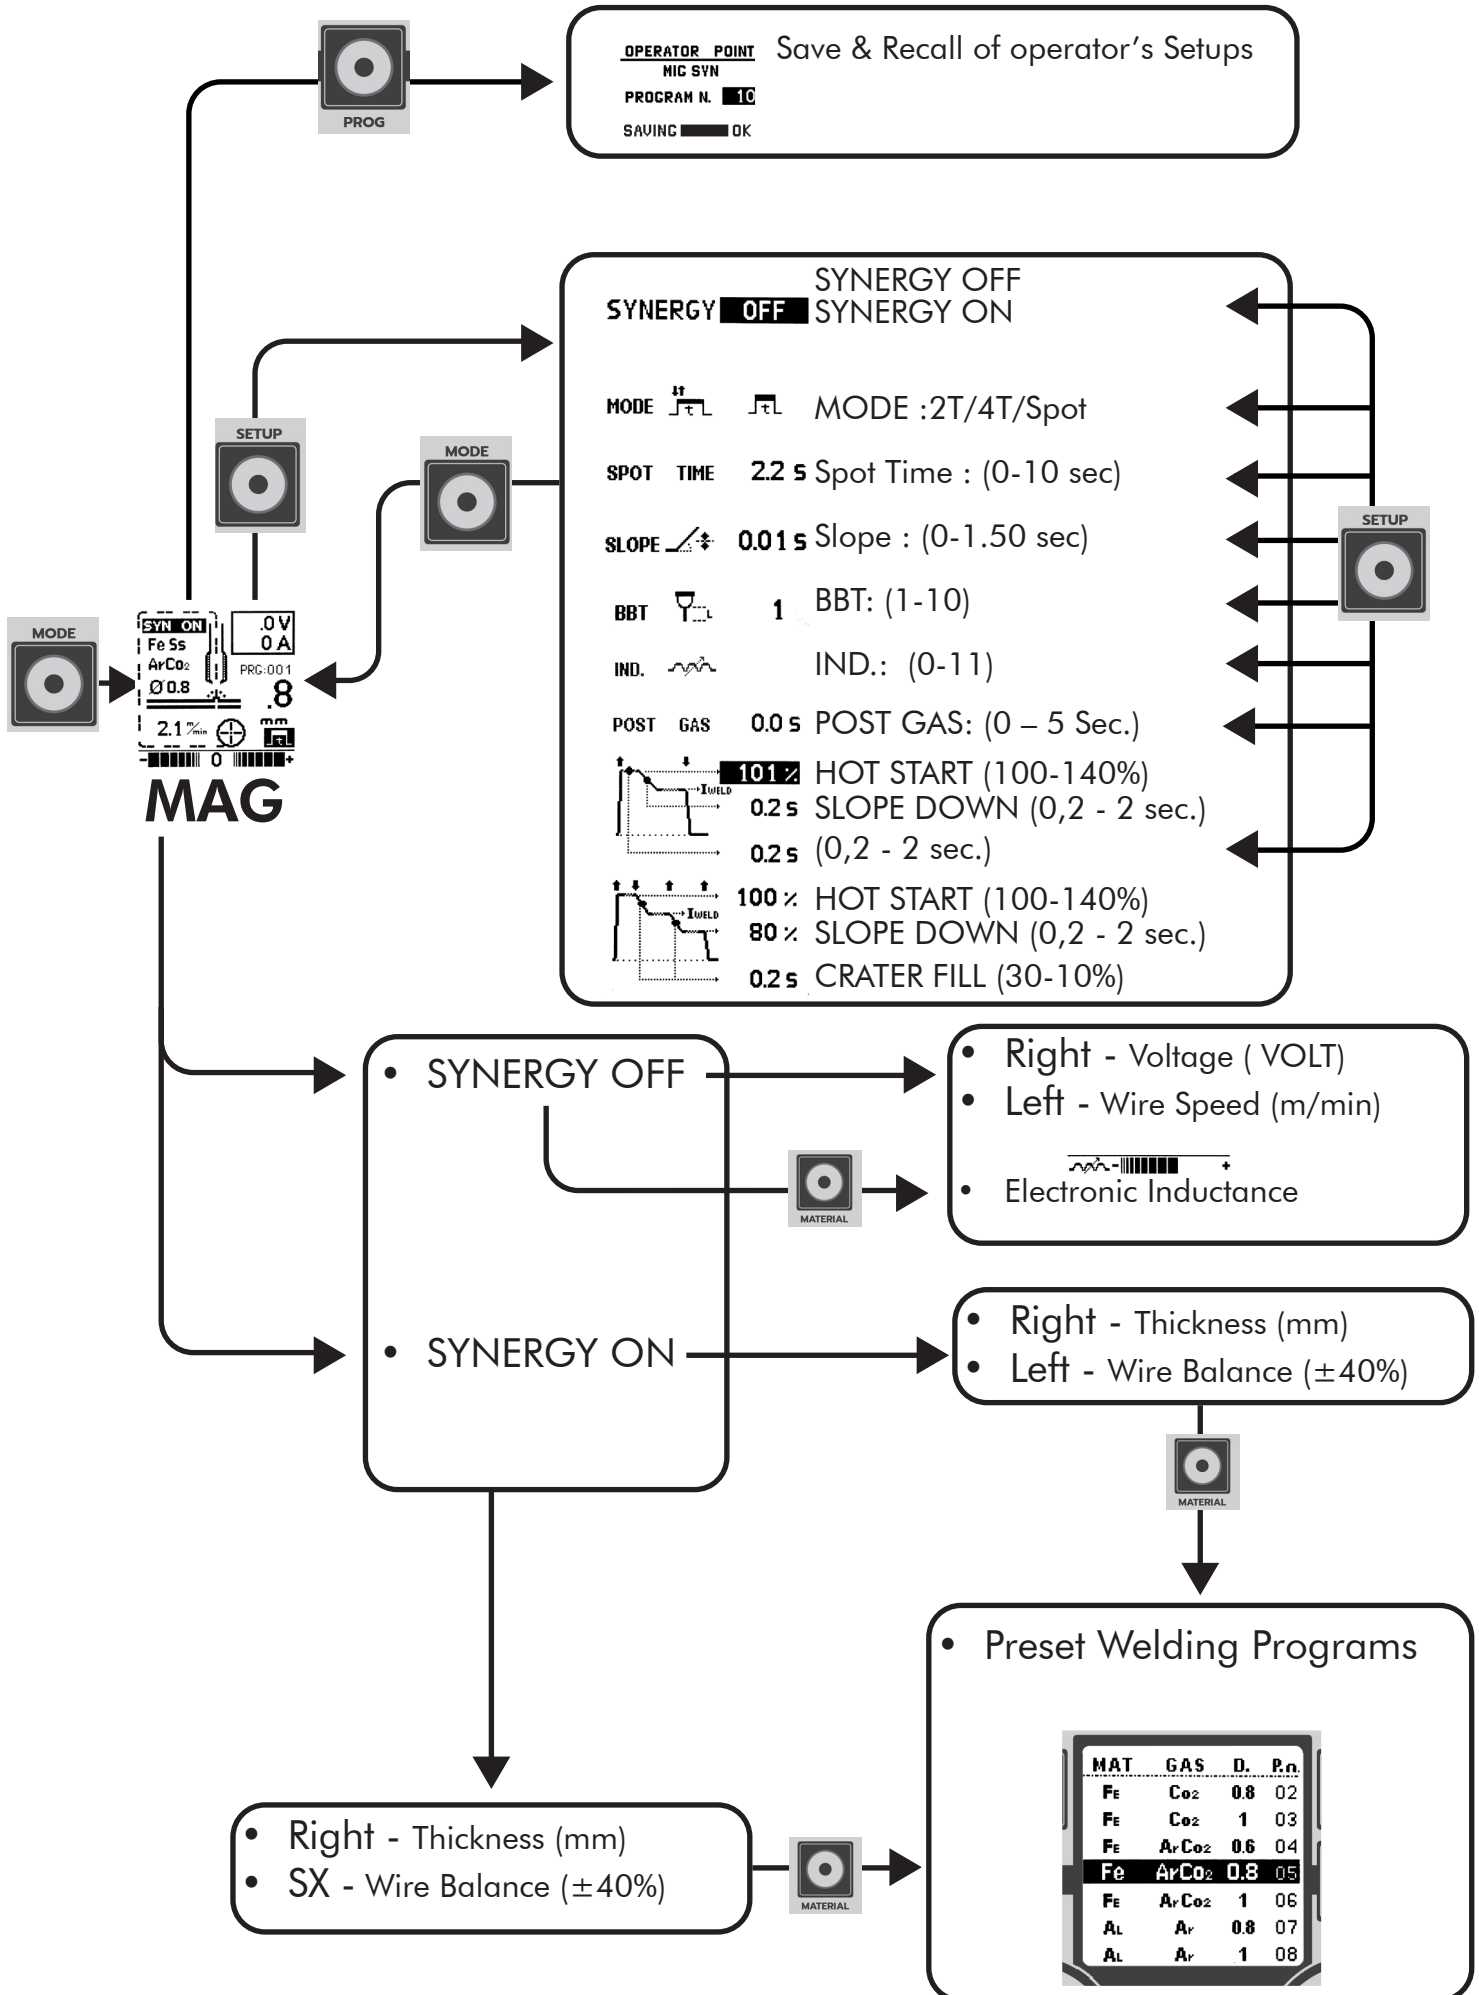 OPERATOR POINT Save & Recall of operator's Setups
MIG SYN
PROGRAM N. 10
SAVING OK
PROG
SYNERGY OFF
SYNERGY OFF SYNERGY ON
MODE t t MODE :2T/4T/Spot
SPOT TIME 2.2 s Spot Time : (0-10 sec)
SLOPE 0.01 s Slope : (0-1.50 sec)
BBT 1 BBT: (1-10)
IND. IND.: (0-11)
POST GAS 0.0 s POST GAS: (0 – 5 Sec.)
101 % HOT START (100-140%)
IWELD
0.2 s SLOPE DOWN (0,2 - 2 sec.)
0.2 s (0,2 - 2 sec.)
100 % HOT START (100-140%)
IWELD
80 % SLOPE DOWN (0,2 - 2 sec.)
0.2 s CRATER FILL (30-10%)
SETUP
MODE
SETUP
MODE
SYN ON .0 V
Fe Ss 0 A
ArCo2 PRG:001
Ø 0.8 .8
mm
2.1 m/min t
- 0 +
MAG
• SYNERGY OFF
• Right - Voltage ( VOLT)
• Left - Wire Speed (m/min)
- +
• Electronic Inductance
MATERIAL
• SYNERGY ON
• Right - Thickness (mm)
• Left - Wire Balance (±40%)
MATERIAL
• Preset Welding Programs
MAT GAS D. P.n.
FE Co2 0.8 02
FE Co2 1 03
FE ArCo2 0.6 04
Fe ArCo2 0.8 05
FE ArCo2 1 06
AL Ar 0.8 07
AL Ar 1 08
• Right - Thickness (mm)
• SX - Wire Balance (±40%)
MATERIAL